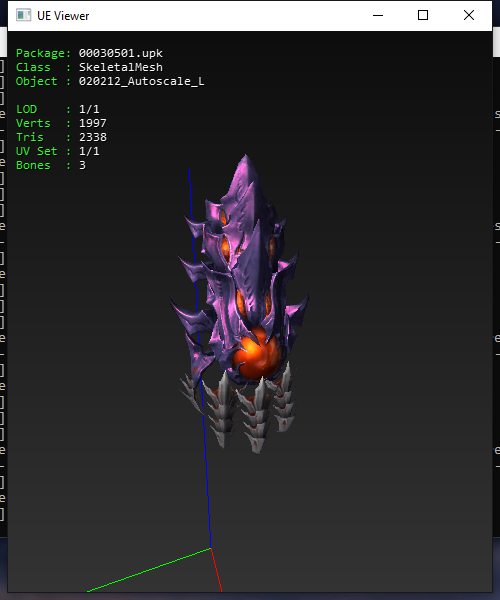 UE Viewer
Package: 00030501.upk
Class  : SkeletalMesh
Object : 020212_Autoscale_L
LOD    : 1/1
Verts  : 1997
Tris   : 2338
UV Set : 1/1
Bones  : 3